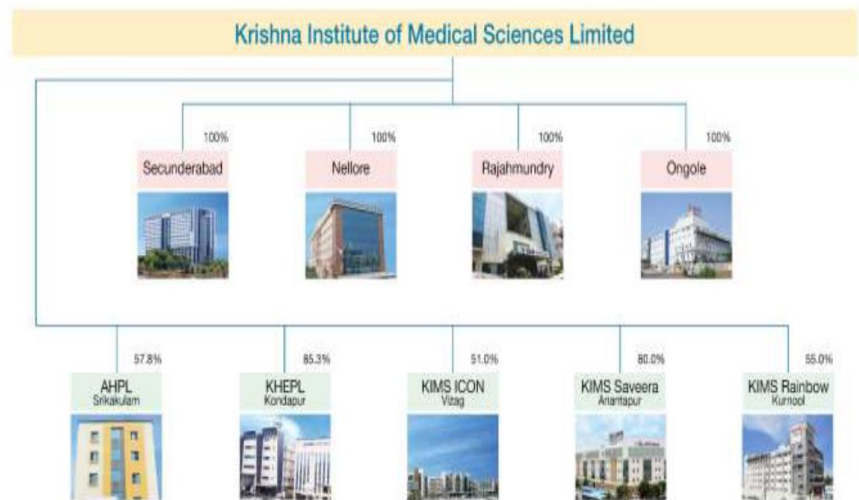 Krishna Institute of Medical Sciences Limited
100%
100%
100%
100%
Secunderabad
Nellore
Rajahmundry
Ongole
57.8%
85.3%
51.0%
80.0%
55.0%
AHPL
Srikakulam
KHEPL
Kondapur
KIMS ICON
Vizag
KIMS Saveera
Anantapur
KIMS Rainbow
Kurnool